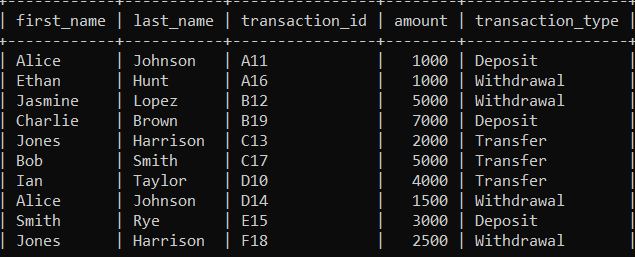 | first_name | last_name | transaction_id | amount | transaction_type |
| Alice | Johnson | A11 | 1000 | Deposit |
| Ethan | Hunt | A16 | 1000 | Withdrawal |
| Jasmine | Lopez | B12 | 5000 | Withdrawal |
| Charlie | Brown | B19 | 7000 | Deposit |
| Jones | Harrison | C13 | 2000 | Transfer |
| Bob | Smith | C17 | 5000 | Transfer |
| Ian | Taylor | D10 | 4000 | Transfer |
| Alice | Johnson | D14 | 1500 | Withdrawal |
| Smith | Rye | E15 | 3000 | Deposit |
| Jones | Harrison | F18 | 2500 | Withdrawal |